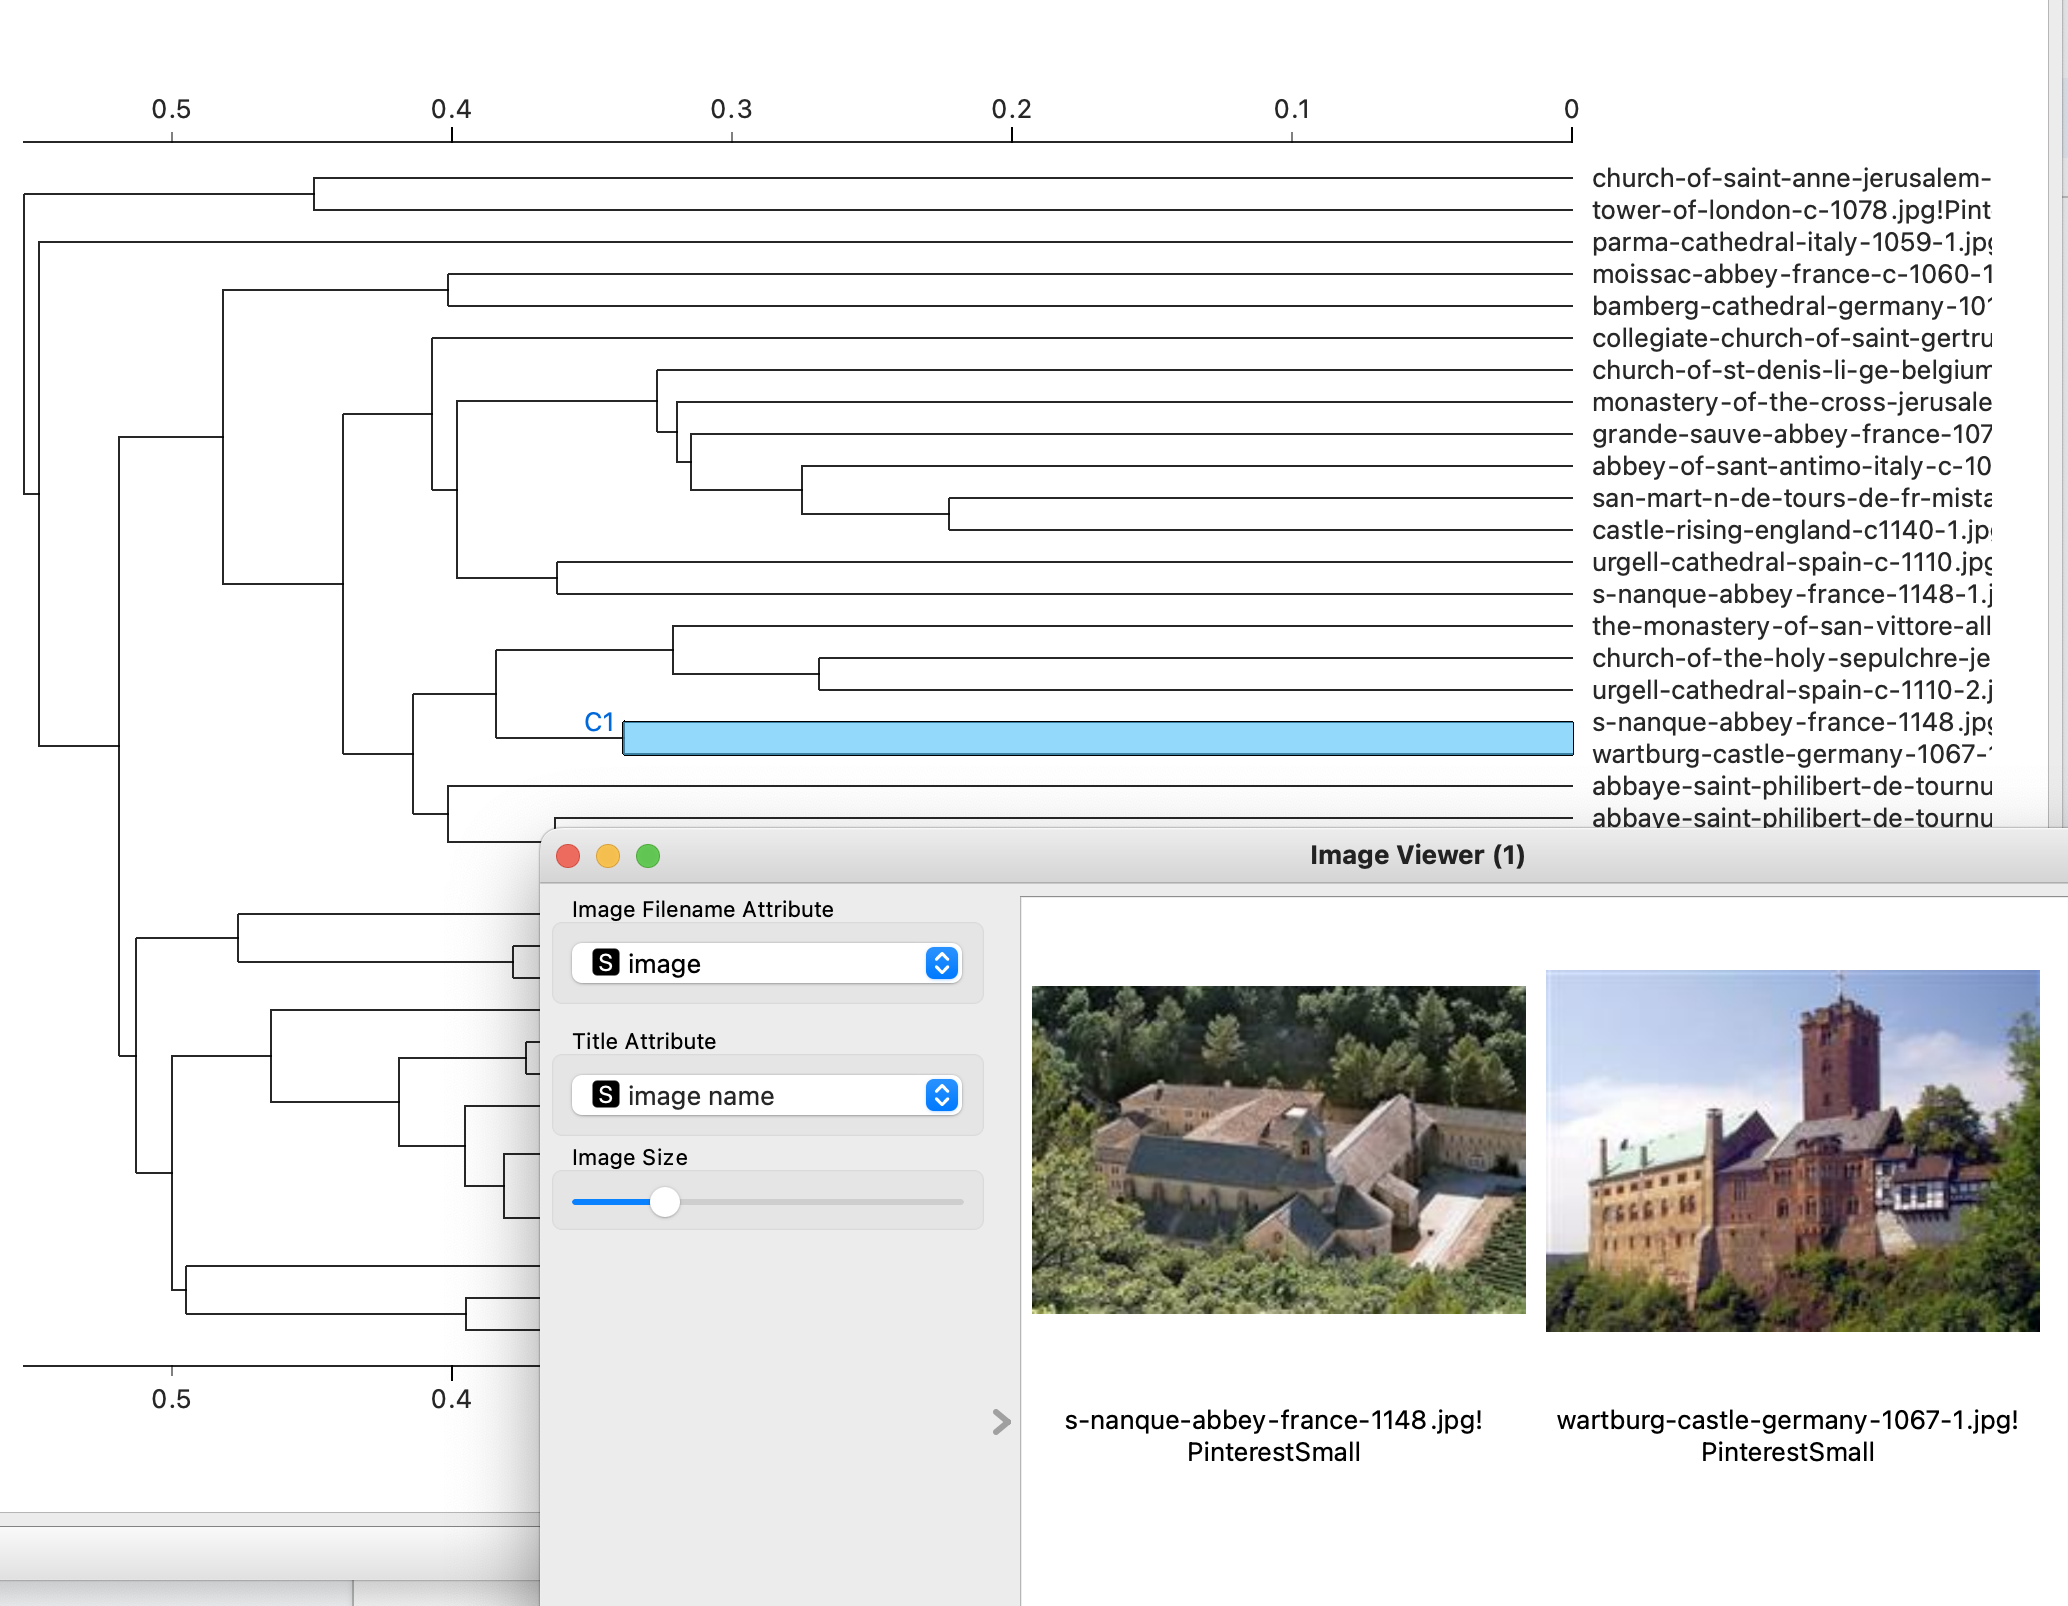 0.5 0.4 0.3 0.2 0.1 0
church-of-saint-anne-jerusalem-
tower-of-london-c-1078.jpg!Pint
parma-cathedral-italy-1059-1.jpg
moissac-abbey-france-c-1060-1
bamberg-cathedral-germany-101
collegiate-church-of-saint-gertru
church-of-st-denis-li-ge-belgium
monastery-of-the-cross-jerusale
grande-sauve-abbey-france-107
abbey-of-sant-antimo-italy-c-10
san-mart-n-de-tours-de-fr-mista
castle-rising-england-c1140-1.jpg
urgell-cathedral-spain-c-1110.jpg
s-nanque-abbey-france-1148-1.j
the-monastery-of-san-vittore-all
church-of-the-holy-sepulchre-je
urgell-cathedral-spain-c-1110-2.j
C1
s-nanque-abbey-france-1148.jpg
wartburg-castle-germany-1067-1
abbaye-saint-philibert-de-tournu
abbaye-saint-philibert-de-tournu
Image Viewer (1)
Image Filename Attribute
S image
Title Attribute
S image name
Image Size
0.5 0.4
s-nanque-abbey-france-1148.jpg!
PinterestSmall
wartburg-castle-germany-1067-1.jpg!
PinterestSmall